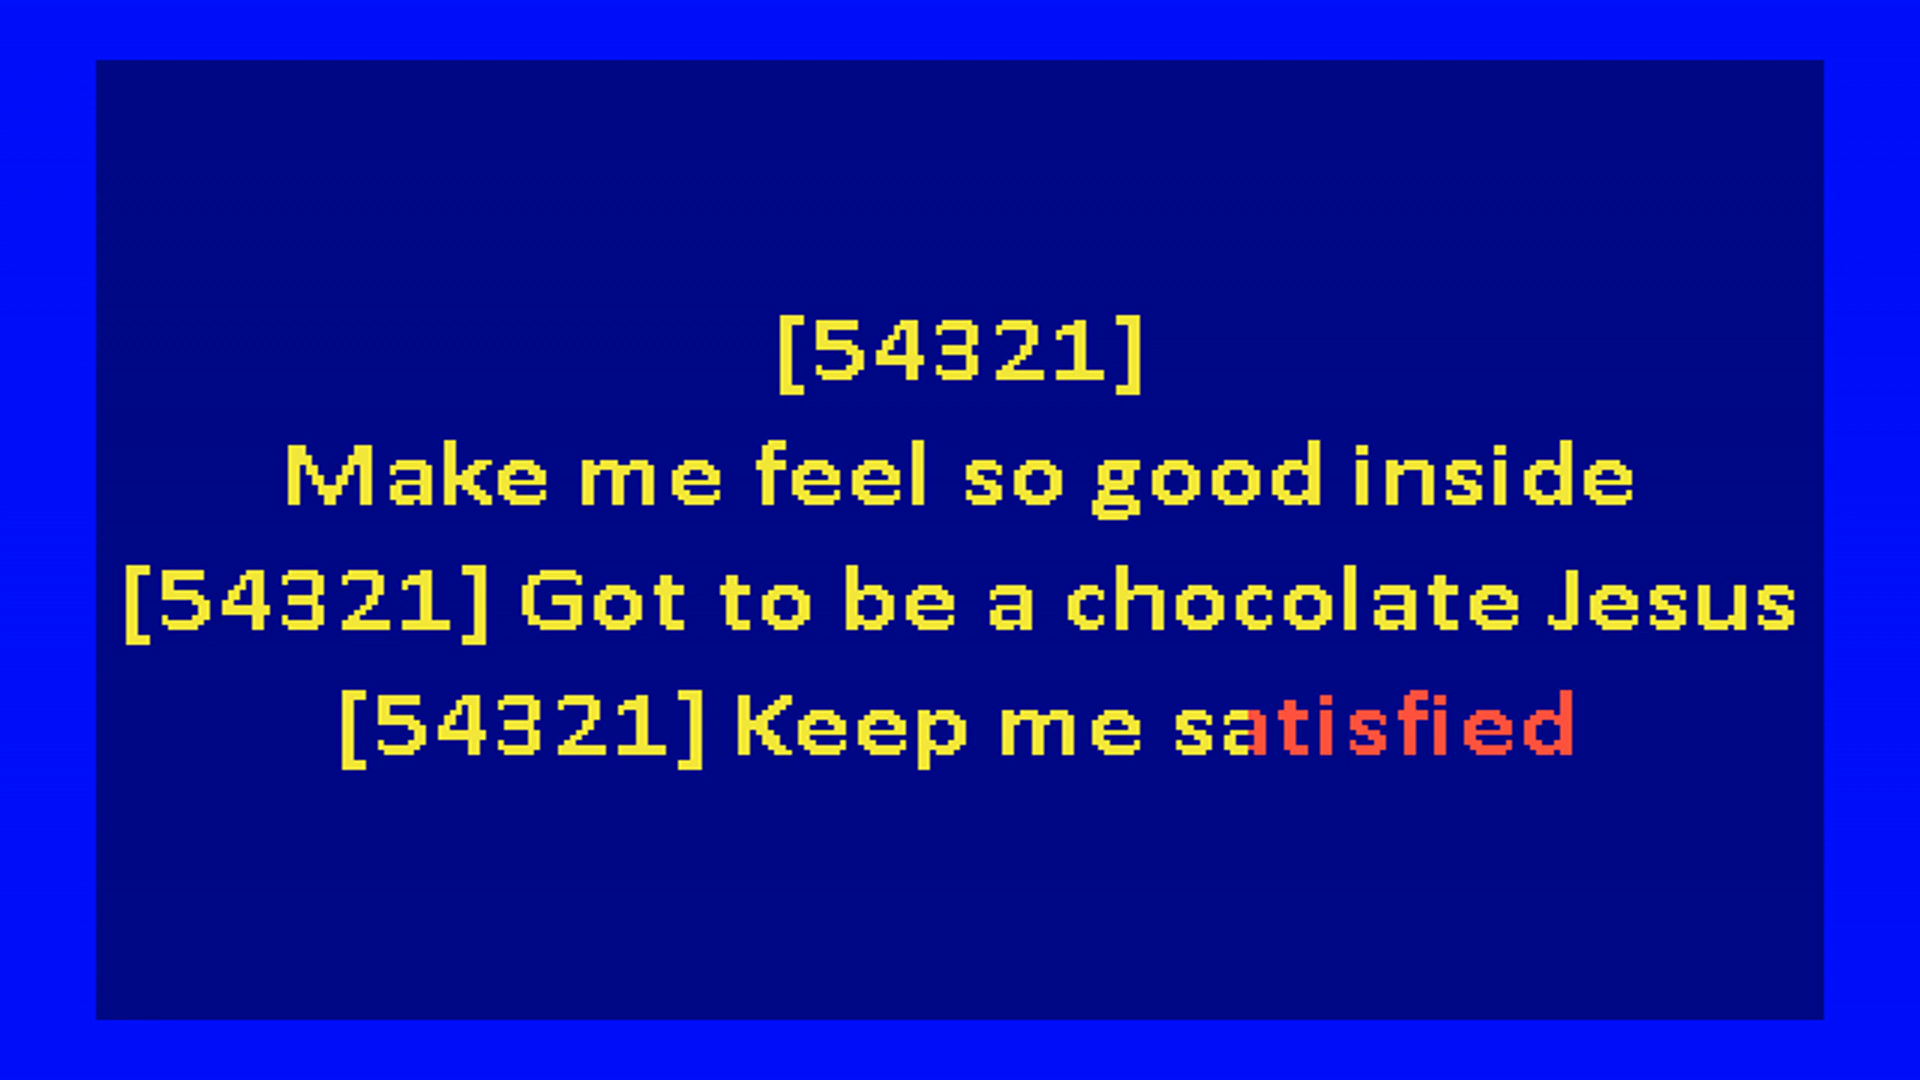 [54321]
Make me feel so good inside
[54321] Got to be a chocolate Jesus
[54321] Keep me satisfied